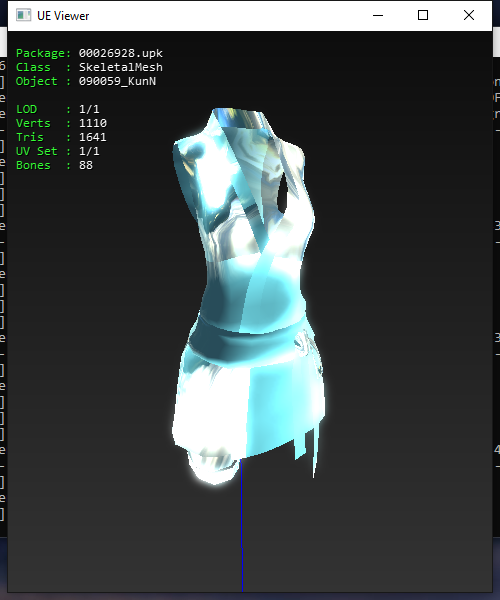 UE Viewer
Package: 00026928.upk
Class  : SkeletalMesh
Object : 090059_KunN
LOD    : 1/1
Verts  : 1110
Tris   : 1641
UV Set : 1/1
Bones  : 88